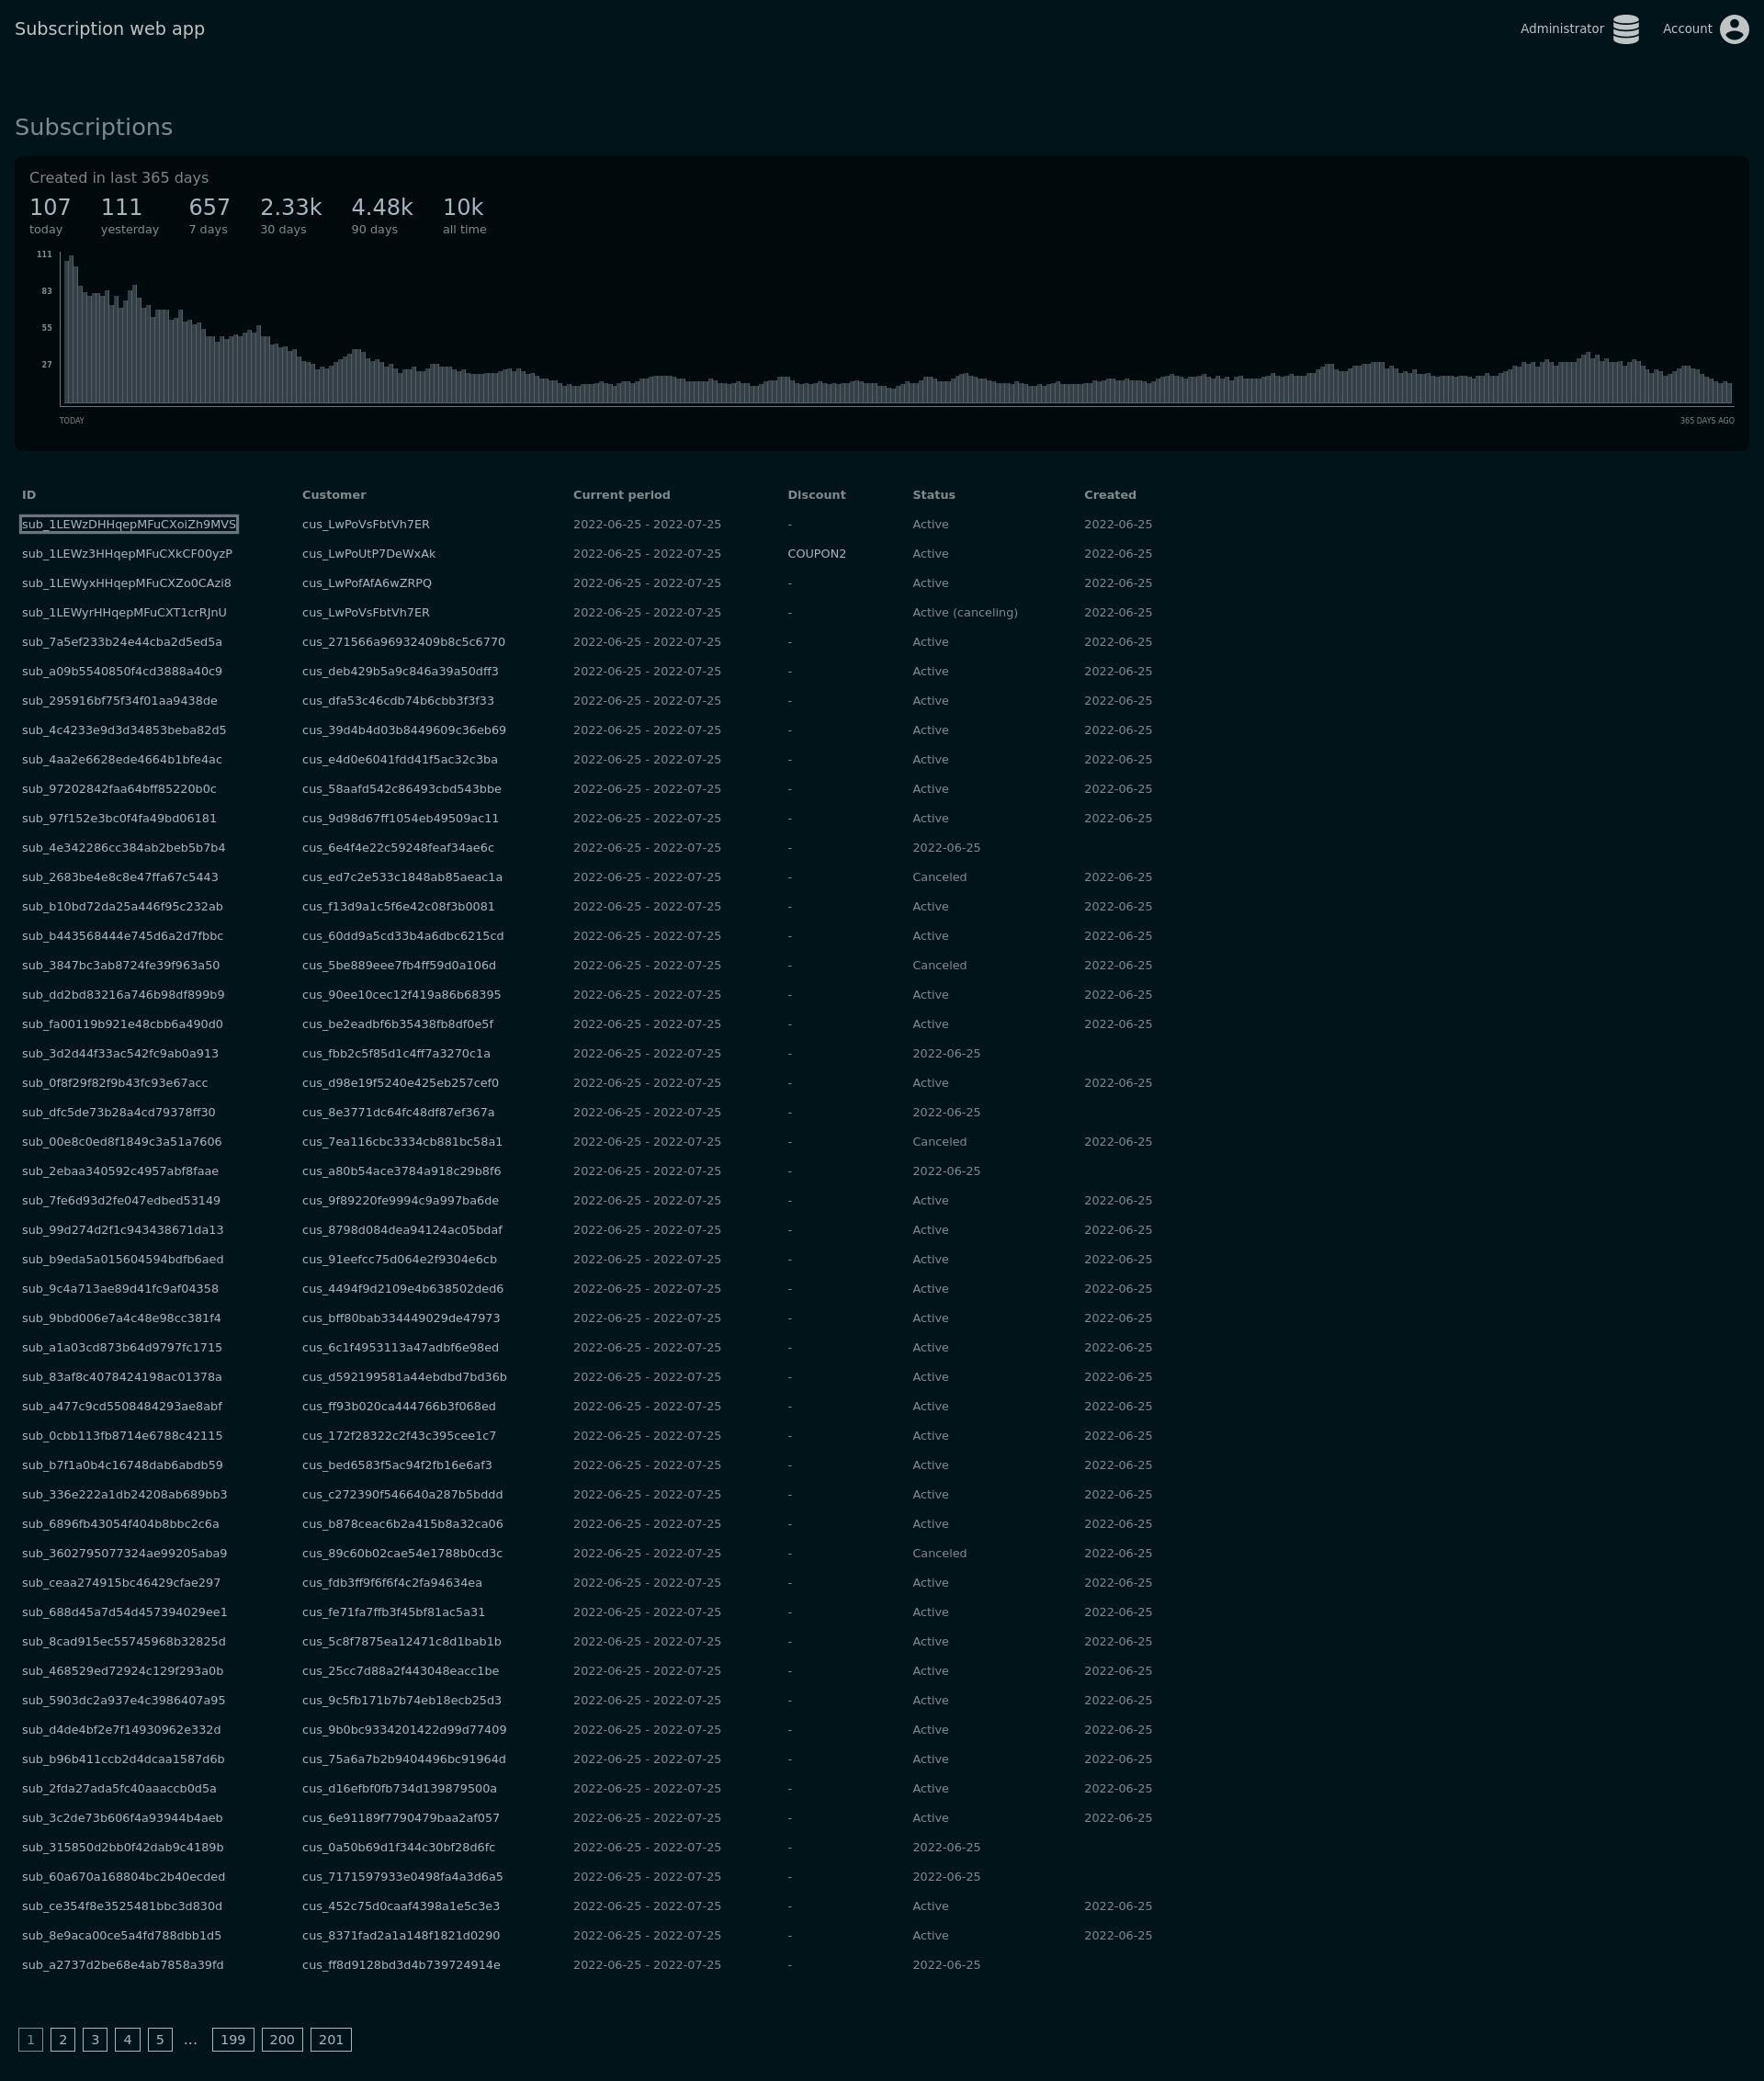 Subscription web app Administrator Account
Subscriptions
Created in last 365 days
107 111 657 2.33k 4.48k 10k
today yesterday 7 days 30 days 90 days all time
111
83
55
27
TODAY 365 DAYS AGO
ID Customer Current period Discount Status Created
sub_1LEWzDHHqepMFuCXoiZh9MVS cus_LwPoVsFbtVh7ER 2022-06-25 - 2022-07-25 - Active 2022-06-25
sub_1LEWz3HHqepMFuCXkCF00yzP cus_LwPoUtP7DeWxAk 2022-06-25 - 2022-07-25 COUPON2 Active 2022-06-25
sub_1LEWyxHHqepMFuCXZo0CAzi8 cus_LwPofAfA6wZRPQ 2022-06-25 - 2022-07-25 - Active 2022-06-25
sub_1LEWyrHHqepMFuCXT1crRJnU cus_LwPoVsFbtVh7ER 2022-06-25 - 2022-07-25 - Active (canceling) 2022-06-25
sub_7a5ef233b24e44cba2d5ed5a cus_271566a96932409b8c5c6770 2022-06-25 - 2022-07-25 - Active 2022-06-25
sub_a09b5540850f4cd3888a40c9 cus_deb429b5a9c846a39a50dff3 2022-06-25 - 2022-07-25 - Active 2022-06-25
sub_295916bf75f34f01aa9438de cus_dfa53c46cdb74b6cbb3f3f33 2022-06-25 - 2022-07-25 - Active 2022-06-25
sub_4c4233e9d3d34853beba82d5 cus_39d4b4d03b8449609c36eb69 2022-06-25 - 2022-07-25 - Active 2022-06-25
sub_4aa2e6628ede4664b1bfe4ac cus_e4d0e6041fdd41f5ac32c3ba 2022-06-25 - 2022-07-25 - Active 2022-06-25
sub_97202842faa64bff85220b0c cus_58aafd542c86493cbd543bbe 2022-06-25 - 2022-07-25 - Active 2022-06-25
sub_97f152e3bc0f4fa49bd06181 cus_9d98d67ff1054eb49509ac11 2022-06-25 - 2022-07-25 - Active 2022-06-25
sub_4e342286cc384ab2beb5b7b4 cus_6e4f4e22c59248feaf34ae6c 2022-06-25 - 2022-07-25 - 2022-06-25
sub_2683be4e8c8e47ffa67c5443 cus_ed7c2e533c1848ab85aeac1a 2022-06-25 - 2022-07-25 - Canceled 2022-06-25
sub_b10bd72da25a446f95c232ab cus_f13d9a1c5f6e42c08f3b0081 2022-06-25 - 2022-07-25 - Active 2022-06-25
sub_b443568444e745d6a2d7fbbc cus_60dd9a5cd33b4a6dbc6215cd 2022-06-25 - 2022-07-25 - Active 2022-06-25
sub_3847bc3ab8724fe39f963a50 cus_5be889eee7fb4ff59d0a106d 2022-06-25 - 2022-07-25 - Canceled 2022-06-25
sub_dd2bd83216a746b98df899b9 cus_90ee10cec12f419a86b68395 2022-06-25 - 2022-07-25 - Active 2022-06-25
sub_fa00119b921e48cbb6a490d0 cus_be2eadbf6b35438fb8df0e5f 2022-06-25 - 2022-07-25 - Active 2022-06-25
sub_3d2d44f33ac542fc9ab0a913 cus_fbb2c5f85d1c4ff7a3270c1a 2022-06-25 - 2022-07-25 - 2022-06-25
sub_0f8f29f82f9b43fc93e67acc cus_d98e19f5240e425eb257cef0 2022-06-25 - 2022-07-25 - Active 2022-06-25
sub_dfc5de73b28a4cd79378ff30 cus_8e3771dc64fc48df87ef367a 2022-06-25 - 2022-07-25 - 2022-06-25
sub_00e8c0ed8f1849c3a51a7606 cus_7ea116cbc3334cb881bc58a1 2022-06-25 - 2022-07-25 - Canceled 2022-06-25
sub_2ebaa340592c4957abf8faae cus_a80b54ace3784a918c29b8f6 2022-06-25 - 2022-07-25 - 2022-06-25
sub_7fe6d93d2fe047edbed53149 cus_9f89220fe9994c9a997ba6de 2022-06-25 - 2022-07-25 - Active 2022-06-25
sub_99d274d2f1c943438671da13 cus_8798d084dea94124ac05bdaf 2022-06-25 - 2022-07-25 - Active 2022-06-25
sub_b9eda5a015604594bdfb6aed cus_91eefcc75d064e2f9304e6cb 2022-06-25 - 2022-07-25 - Active 2022-06-25
sub_9c4a713ae89d41fc9af04358 cus_4494f9d2109e4b638502ded6 2022-06-25 - 2022-07-25 - Active 2022-06-25
sub_9bbd006e7a4c48e98cc381f4 cus_bff80bab334449029de47973 2022-06-25 - 2022-07-25 - Active 2022-06-25
sub_a1a03cd873b64d9797fc1715 cus_6c1f4953113a47adbf6e98ed 2022-06-25 - 2022-07-25 - Active 2022-06-25
sub_83af8c4078424198ac01378a cus_d592199581a44ebdbd7bd36b 2022-06-25 - 2022-07-25 - Active 2022-06-25
sub_a477c9cd5508484293ae8abf cus_ff93b020ca444766b3f068ed 2022-06-25 - 2022-07-25 - Active 2022-06-25
sub_0cbb113fb8714e6788c42115 cus_172f28322c2f43c395cee1c7 2022-06-25 - 2022-07-25 - Active 2022-06-25
sub_b7f1a0b4c16748dab6abdb59 cus_bed6583f5ac94f2fb16e6af3 2022-06-25 - 2022-07-25 - Active 2022-06-25
sub_336e222a1db24208ab689bb3 cus_c272390f546640a287b5bddd 2022-06-25 - 2022-07-25 - Active 2022-06-25
sub_6896fb43054f404b8bbc2c6a cus_b878ceac6b2a415b8a32ca06 2022-06-25 - 2022-07-25 - Active 2022-06-25
sub_3602795077324ae99205aba9 cus_89c60b02cae54e1788b0cd3c 2022-06-25 - 2022-07-25 - Canceled 2022-06-25
sub_ceaa274915bc46429cfae297 cus_fdb3ff9f6f6f4c2fa94634ea 2022-06-25 - 2022-07-25 - Active 2022-06-25
sub_688d45a7d54d457394029ee1 cus_fe71fa7ffb3f45bf81ac5a31 2022-06-25 - 2022-07-25 - Active 2022-06-25
sub_8cad915ec55745968b32825d cus_5c8f7875ea12471c8d1bab1b 2022-06-25 - 2022-07-25 - Active 2022-06-25
sub_468529ed72924c129f293a0b cus_25cc7d88a2f443048eacc1be 2022-06-25 - 2022-07-25 - Active 2022-06-25
sub_5903dc2a937e4c3986407a95 cus_9c5fb171b7b74eb18ecb25d3 2022-06-25 - 2022-07-25 - Active 2022-06-25
sub_d4de4bf2e7f14930962e332d cus_9b0bc9334201422d99d77409 2022-06-25 - 2022-07-25 - Active 2022-06-25
sub_b96b411ccb2d4dcaa1587d6b cus_75a6a7b2b9404496bc91964d 2022-06-25 - 2022-07-25 - Active 2022-06-25
sub_2fda27ada5fc40aaaccb0d5a cus_d16efbf0fb734d139879500a 2022-06-25 - 2022-07-25 - Active 2022-06-25
sub_3c2de73b606f4a93944b4aeb cus_6e91189f7790479baa2af057 2022-06-25 - 2022-07-25 - Active 2022-06-25
sub_315850d2bb0f42dab9c4189b cus_0a50b69d1f344c30bf28d6fc 2022-06-25 - 2022-07-25 - 2022-06-25
sub_60a670a168804bc2b40ecded cus_7171597933e0498fa4a3d6a5 2022-06-25 - 2022-07-25 - 2022-06-25
sub_ce354f8e3525481bbc3d830d cus_452c75d0caaf4398a1e5c3e3 2022-06-25 - 2022-07-25 - Active 2022-06-25
sub_8e9aca00ce5a4fd788dbb1d5 cus_8371fad2a1a148f1821d0290 2022-06-25 - 2022-07-25 - Active 2022-06-25
sub_a2737d2be68e4ab7858a39fd cus_ff8d9128bd3d4b739724914e 2022-06-25 - 2022-07-25 - 2022-06-25
1 2 3 4 5 ... 199 200 201